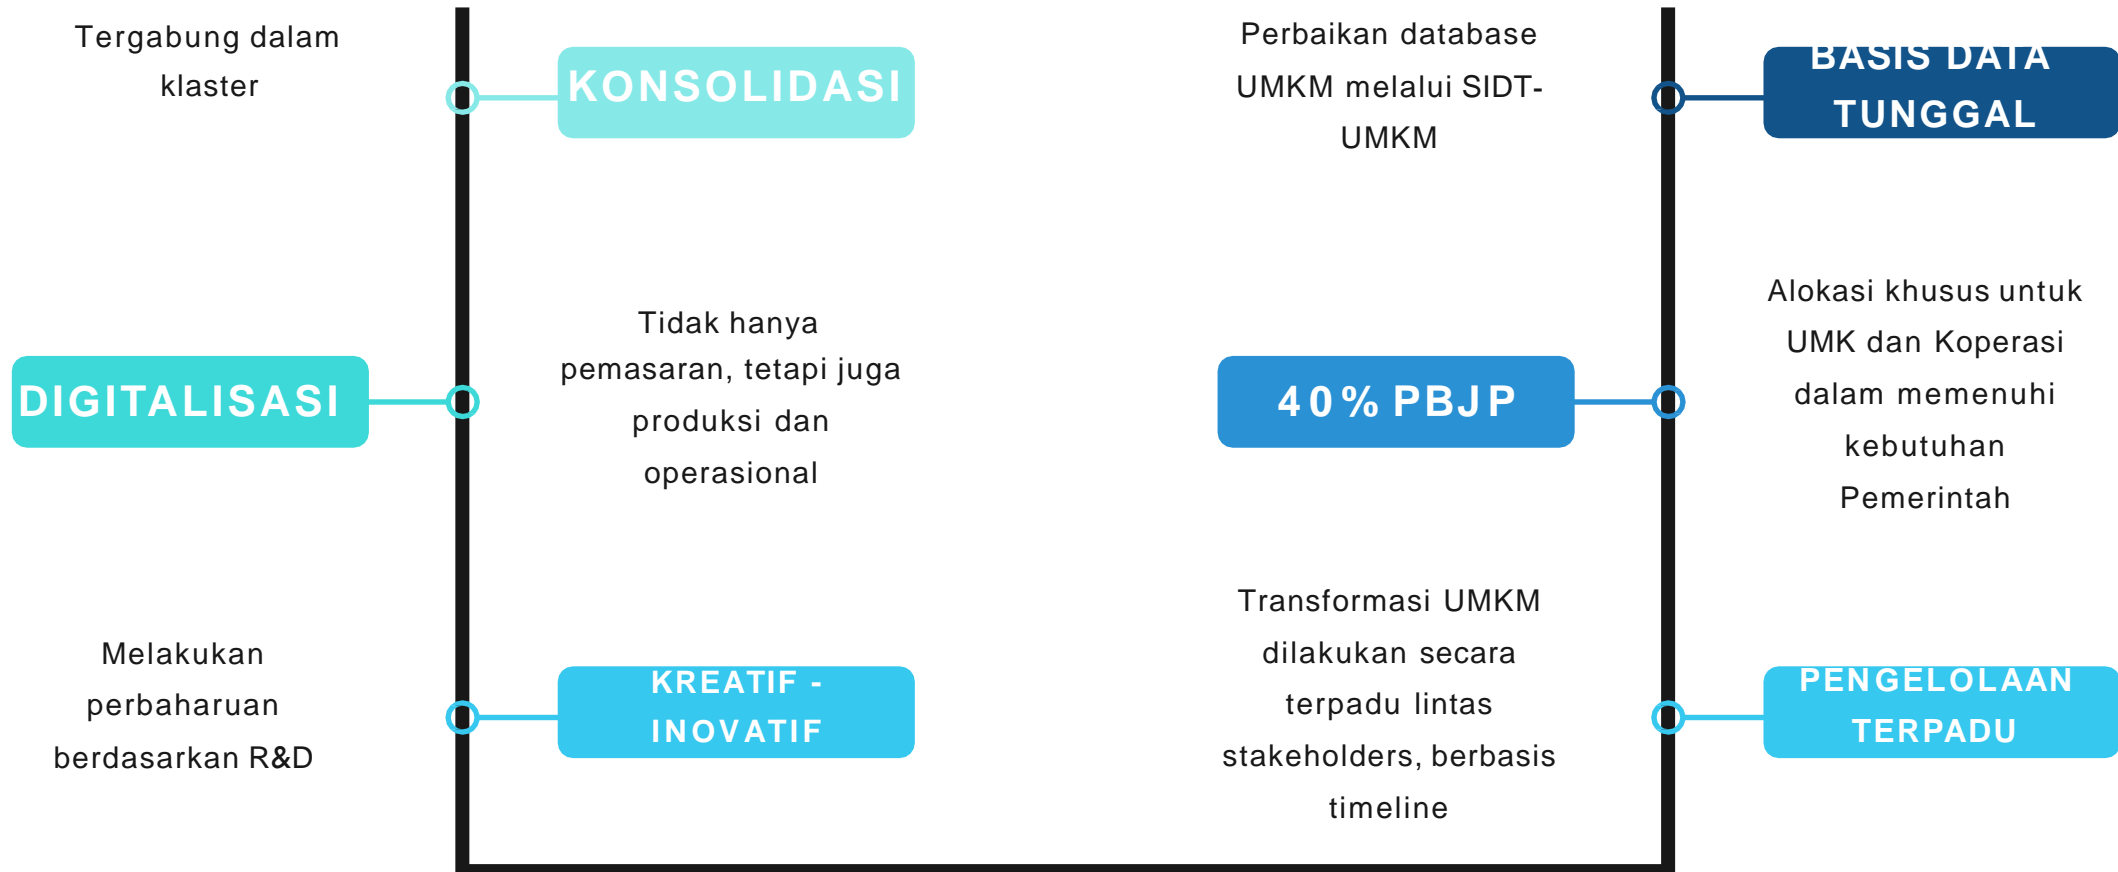 Tergabung dalam
klaster
KONSOLIDASI
DIGITALISASI
Tidak hanya
pemasaran, tetapi juga
produksi dan
operasional
Melakukan
perbaharuan
berdasarkan R&D
KREATIF -
INOVATIF
Perbaikan database
UMKM melalui SIDT-
UMKM
BASIS DATA
TUNGGAL
40% PBJP
Alokasi khusus untuk
UMK dan Koperasi
dalam memenuhi
kebutuhan
Pemerintah
Transformasi UMKM
dilakukan secara
terpadu lintas
stakeholders, berbasis
timeline
PENGELOLAAN
TERPADU